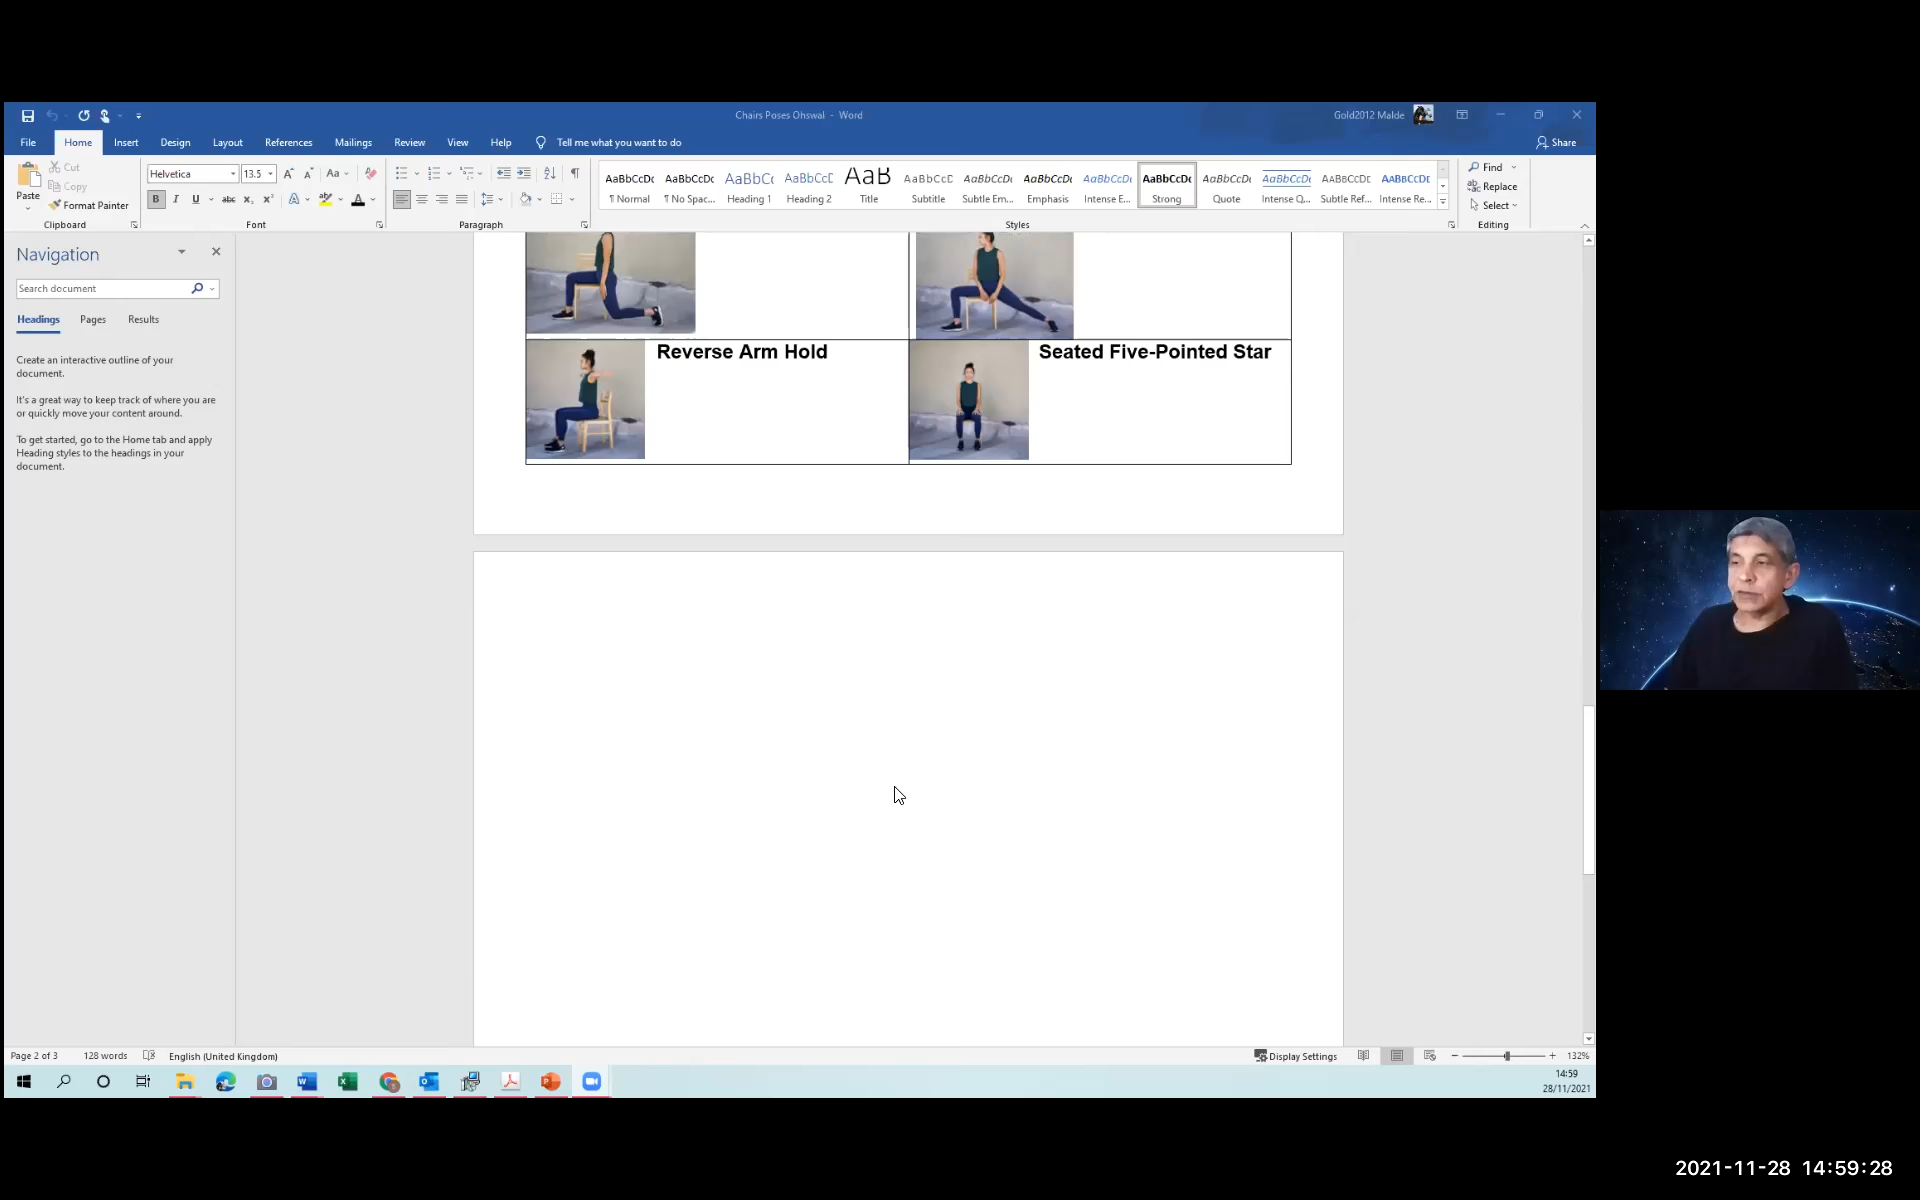 Chairs Poses Ohswal - Word
Gold2012 Malde
File Home Insert Design Layout References Mailings Review View Help Tell me what you want to do Share
Paste
Cut
Copy
Format Painter
Clipboard
Helvetica 13.5
Font
Paragraph
AaBbCcDc AaBbCcDc AaBbCc AaBbCcE AaB AaBbCcD AaBbCcDc AaBbCcDc AaBbCcDc AaBbCcDc AaBbCcDc AaBbCcDc AABBCCDE AABBCCDE
¶ Normal ¶ No Spac... Heading 1 Heading 2 Title Subtitle Subtle Em... Emphasis Intense E... Strong Quote Intense Q... Subtle Ref... Intense Re...
Styles
Find
Replace
Select
Editing
Navigation
Search document
Headings Pages Results
Create an interactive outline of your
document.
It's a great way to keep track of where you are
or quickly move your content around.
To get started, go to the Home tab and apply
Heading styles to the headings in your
document.
Reverse Arm Hold
Seated Five-Pointed Star
Page 2 of 3 128 words English (United Kingdom)
Display Settings
132%
14:59
28/11/2021
2021-11-28 14:59:28